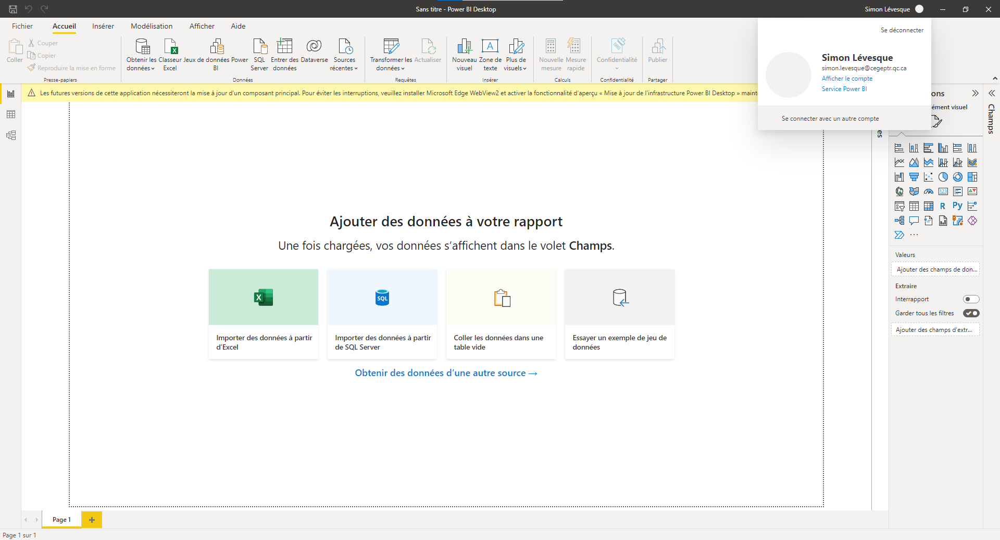 Sans titre - Power BI Desktop
Simon Lévesque
Fichier
Accueil
Insérer
Modélisation
Afficher
Aide
Se déconnecter
Coller
Couper
Copier
Reproduire la mise en forme
Presse-papiers
Obtenir les
données
Classeur
Excel
Jeux de données Power
BI
SQL
Server
Entrer des
données
Dataverse
Sources
récentes
Données
Transformer les
données
Actualiser
Requêtes
Nouveau
visuel
Zone de
texte
Plus de
visuels
Insérer
Nouvelle
mesure
Mesure
rapide
Calculs
Confidentialité
Confidentialité
Publier
Partager
Simon Lévesque
simon.levesque@cegeptr.qc.ca
Afficher le compte
Service Power BI
Se connecter avec un autre compte
Les futures versions de cette application nécessiteront la mise à jour d'un composant principal. Pour éviter les interruptions, veuillez installer Microsoft Edge WebView2 et activer la fonctionnalité d'aperçu « Mise à jour de l'infrastructure Power BI Desktop » maint
ons
ément visuel
es
Champs
Ajouter des données à votre rapport
Une fois chargées, vos données s’affichent dans le volet Champs.
X
SQL
Importer des données à partir
d’Excel
Importer des données à partir
de SQL Server
Coller les données dans une
table vide
Essayer un exemple de jeu de
données
Obtenir des données d’une autre source →
123
R
Py
...
Valeurs
Ajouter des champs de don...
Extraire
Interrapport
Garder tous les filtres
Ajouter des champs d'extr...
Page 1
+
Page 1 sur 1